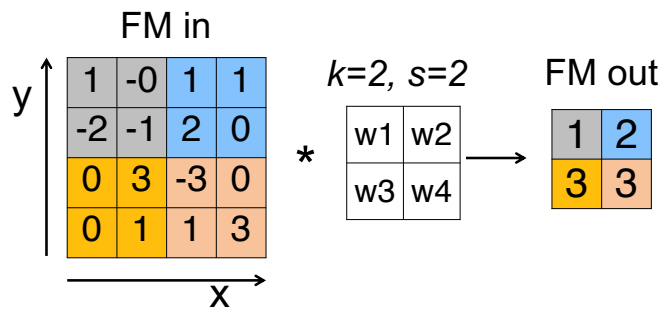 FM in
y
1 -0 1 1
-2 -1 2 0
0 3 -3 0
0 1 1 3
x
*
k=2, s=2
w1 w2
w3 w4
FM out
1 2
3 3